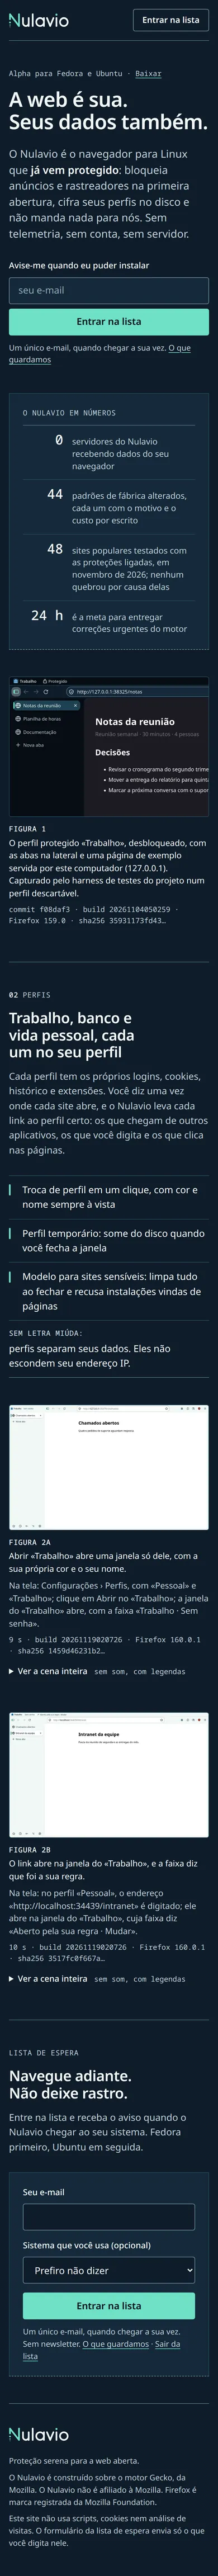 Nulavio
Entrar na lista
Alpha para Fedora e Ubuntu · Baixar
A web é sua.
Seus dados também.
O Nulavio é o navegador para Linux
que já vem protegido: bloqueia
anúncios e rastreadores na primeira
abertura, cifra seus perfis no disco e
não manda nada para nós. Sem
telemetria, sem conta, sem servidor.
Avise-me quando eu puder instalar
seu e-mail
Entrar na lista
Um único e-mail, quando chegar a sua vez. O que
guardamos
O NULAVIO EM NÚMEROS
0 servidores do Nulavio
recebendo dados do seu
navegador
44 padrões de fábrica alterados,
cada um com o motivo e o
custo por escrito
48 sites populares testados com
as proteções ligadas, em
novembro de 2026; nenhum
quebrou por causa delas
24 h é a meta para entregar
correções urgentes do motor
Trabalho Protegido
http://127.0.0.1:38325/notas
Notas da reunião
Planilha de horas
Documentação
Nova aba
Notas da reunião
Reunião semanal · 30 minutos · 4 pessoas
Decisões
Revisar o cronograma do segundo trime
Mover a entrega do relatório para quint
Marcar a próxima conversa com o supor
FIGURA 1
O perfil protegido «Trabalho», desbloqueado, com
as abas na lateral e uma página de exemplo
servida por este computador (127.0.0.1).
Capturado pelo harness de testes do projeto num
perfil descartável.
commit f08daf3 · build 20261104050259 ·
Firefox 159.0 · sha256 35931173fd43…
02 PERFIS
Trabalho, banco e
vida pessoal, cada
um no seu perfil
Cada perfil tem os próprios logins, cookies,
histórico e extensões. Você diz uma vez
onde cada site abre, e o Nulavio leva cada
link ao perfil certo: os que chegam de outros
aplicativos, os que você digita e os que clica
nas páginas.
Troca de perfil em um clique, com cor e
nome sempre à vista
Perfil temporário: some do disco quando
você fecha a janela
Modelo para sites sensíveis: limpa tudo
ao fechar e recusa instalações vindas de
páginas
SEM LETRA MIÚDA:
perfis separam seus dados. Eles não
escondem seu endereço IP.
Chamados abertos
FIGURA 2A
Abrir «Trabalho» abre uma janela só dele, com a
sua própria cor e o seu nome.
Na tela: Configurações › Perfis, com «Pessoal» e
«Trabalho»; clique em Abrir no «Trabalho»; a janela
do «Trabalho» abre, com a faixa «Trabalho · Sem
senha».
9 s · build 20261119020726 · Firefox 160.0.1
· sha256 1459d46231b2…
Ver a cena inteira sem som, com legendas
Intranet da equipe
FIGURA 2B
O link abre na janela do «Trabalho», e a faixa diz
que foi a sua regra.
Na tela: no perfil «Pessoal», o endereço
«http://localhost:34439/intranet» é digitado; ele
abre na janela do «Trabalho», cuja faixa diz
«Aberto pela sua regra · Mudar».
10 s · build 20261119020726 · Firefox 160.0.1
· sha256 3517fc0f667a…
Ver a cena inteira sem som, com legendas
LISTA DE ESPERA
Navegue adiante.
Não deixe rastro.
Entre na lista e receba o aviso quando o
Nulavio chegar ao seu sistema. Fedora
primeiro, Ubuntu em seguida.
Seu e-mail
Sistema que você usa (opcional)
Prefiro não dizer
Entrar na lista
Um único e-mail, quando chegar a sua vez.
Sem newsletter. O que guardamos · Sair da
lista
Nulavio
Proteção serena para a web aberta.
O Nulavio é construído sobre o motor Gecko, da
Mozilla. O Nulavio não é afiliado à Mozilla. Firefox é
marca registrada da Mozilla Foundation.
Este site não usa scripts, cookies nem análise de
visitas. O formulário da lista de espera envia só o que
você digita nele.